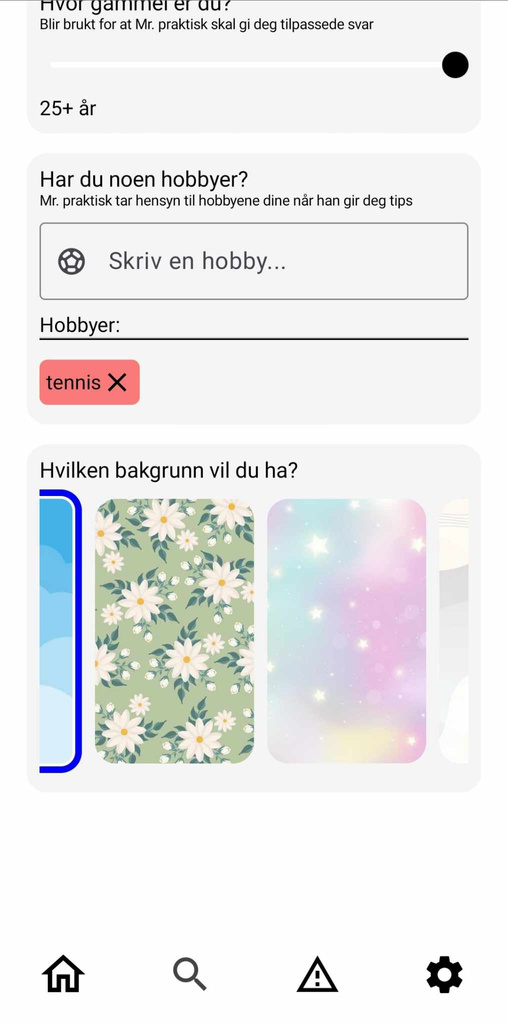 Hvor gammel er du?
Blir brukt for at Mr. praktisk skal gi deg tilpassede svar
25+ år
Har du noen hobbyer?
Mr. praktisk tar hensyn til hobbyene dine når han gir deg tips
Skriv en hobby...
Hobbyer:
tennis
Hvilken bakgrunn vil du ha?